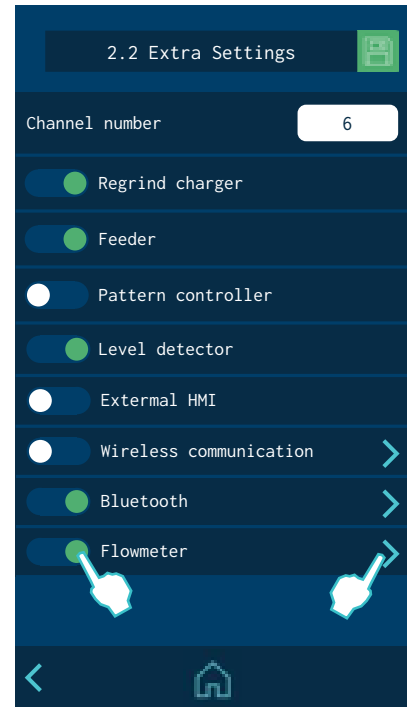 2.2 Extra Settings
Channel number
6
Regrind charger
Feeder
Pattern controller
Level detector
Extermal HMI
Wireless communication
Bluetooth
Flowmeter